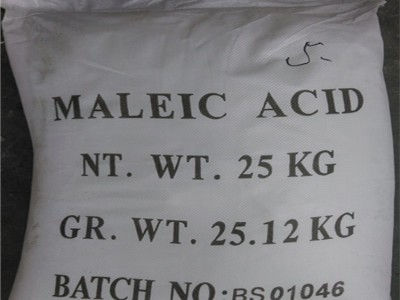 5.
MALEIC ACID
NT. WT. 25 KG
GR. WT. 25.12 KG
BATCH NO: BS01046